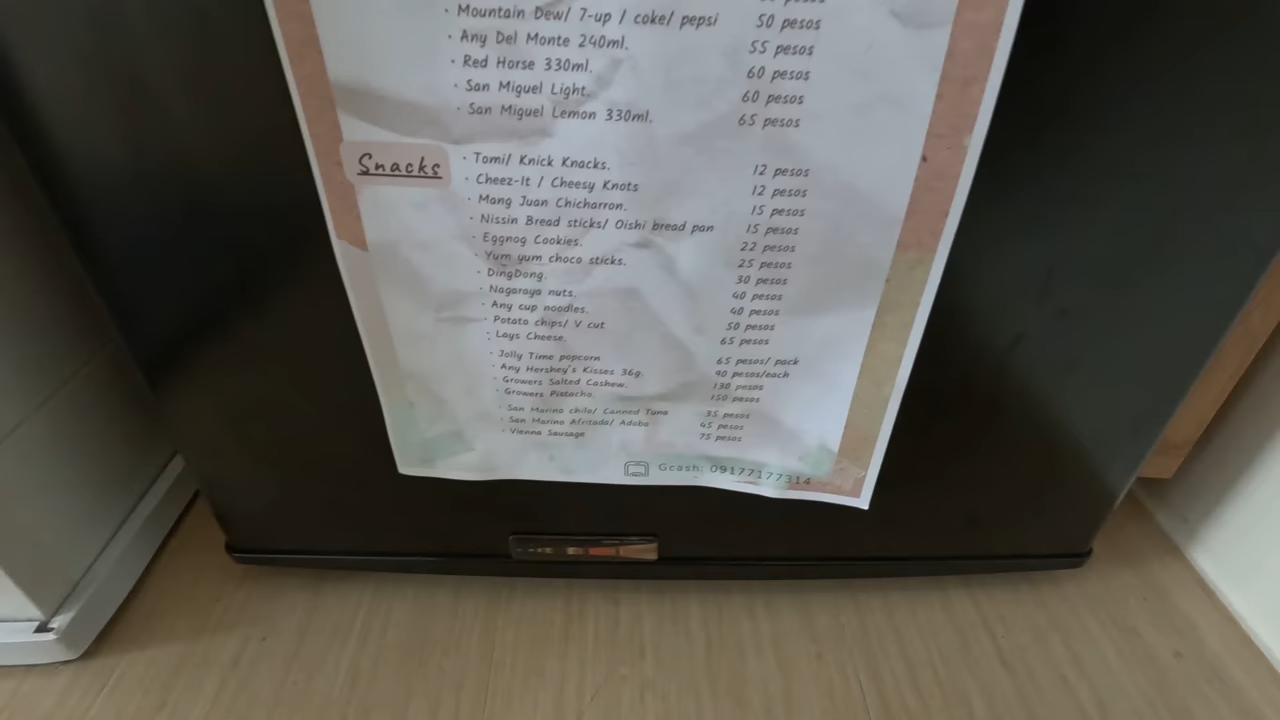 · Mountain Dew/ 7-up / coke/ pepsi 50 pesos
· Any Del Monte 240ml. 55 pesos
· Red Horse 330ml. 60 pesos
· San Miguel Light. 60 pesos
· San Miguel Lemon 330ml. 65 pesos
Snacks
· Tomi/ Knick Knacks. 12 pesos
· Cheez-It / Cheesy Knots 12 pesos
· Mang Juan Chicharron. 15 pesos
· Nissin Bread sticks/ Oishi bread pan 15 pesos
· Eggnog Cookies. 22 pesos
· Yum yum choco sticks. 25 pesos
· DingDong. 30 pesos
· Nagaraya nuts. 40 pesos
· Any cup noodles. 40 pesos
· Potato chips/ V cut 50 pesos
· Lays Cheese. 65 pesos
· Jolly Time popcorn 65 pesos/ pack
· Any Hershey's Kisses 36g. 90 pesos/each
· Growers Salted Cashew. 130 pesos
· Growers Pistacho. 150 pesos
· San Marino chilo/ Canned Tuna 35 pesos
· San Marino Afritada/ Adobo 45 pesos
· Vienna Sausage 75 pesos
Gcash: 09177177314